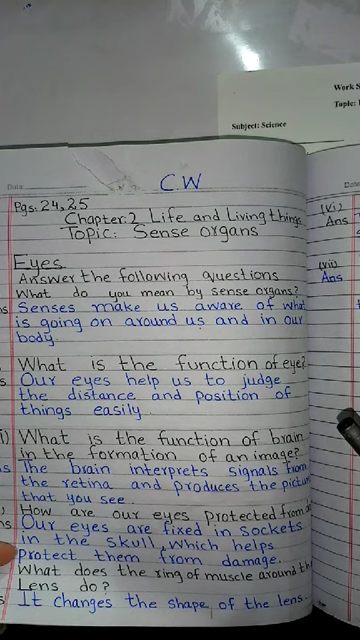 Work S
Topic:
Subject: Science
Date:
CW
Pgs: 24,25
Chapter:2 Life and Living things
Topic: Sense organs
Eyes
Answer the following questions
What do you mean by sense organs?
Senses make us aware of what
is going on around us and in our
body.
What is the function of eye?
Our eyes help us to judge
the distance and position of
things easily.
i) What is the function of brain
in the formation of an image?
The brain interprets signals from
the retina and produces the pictur
that you see.
How are our eyes protected from
Our eyes are fixed in sockets
in the skull, which helps
protect them from damage.
What does the ring of muscle around th
Lens do?
It changes the shape of the lens.
Date
(vi)
Ans
(vii)
Ans